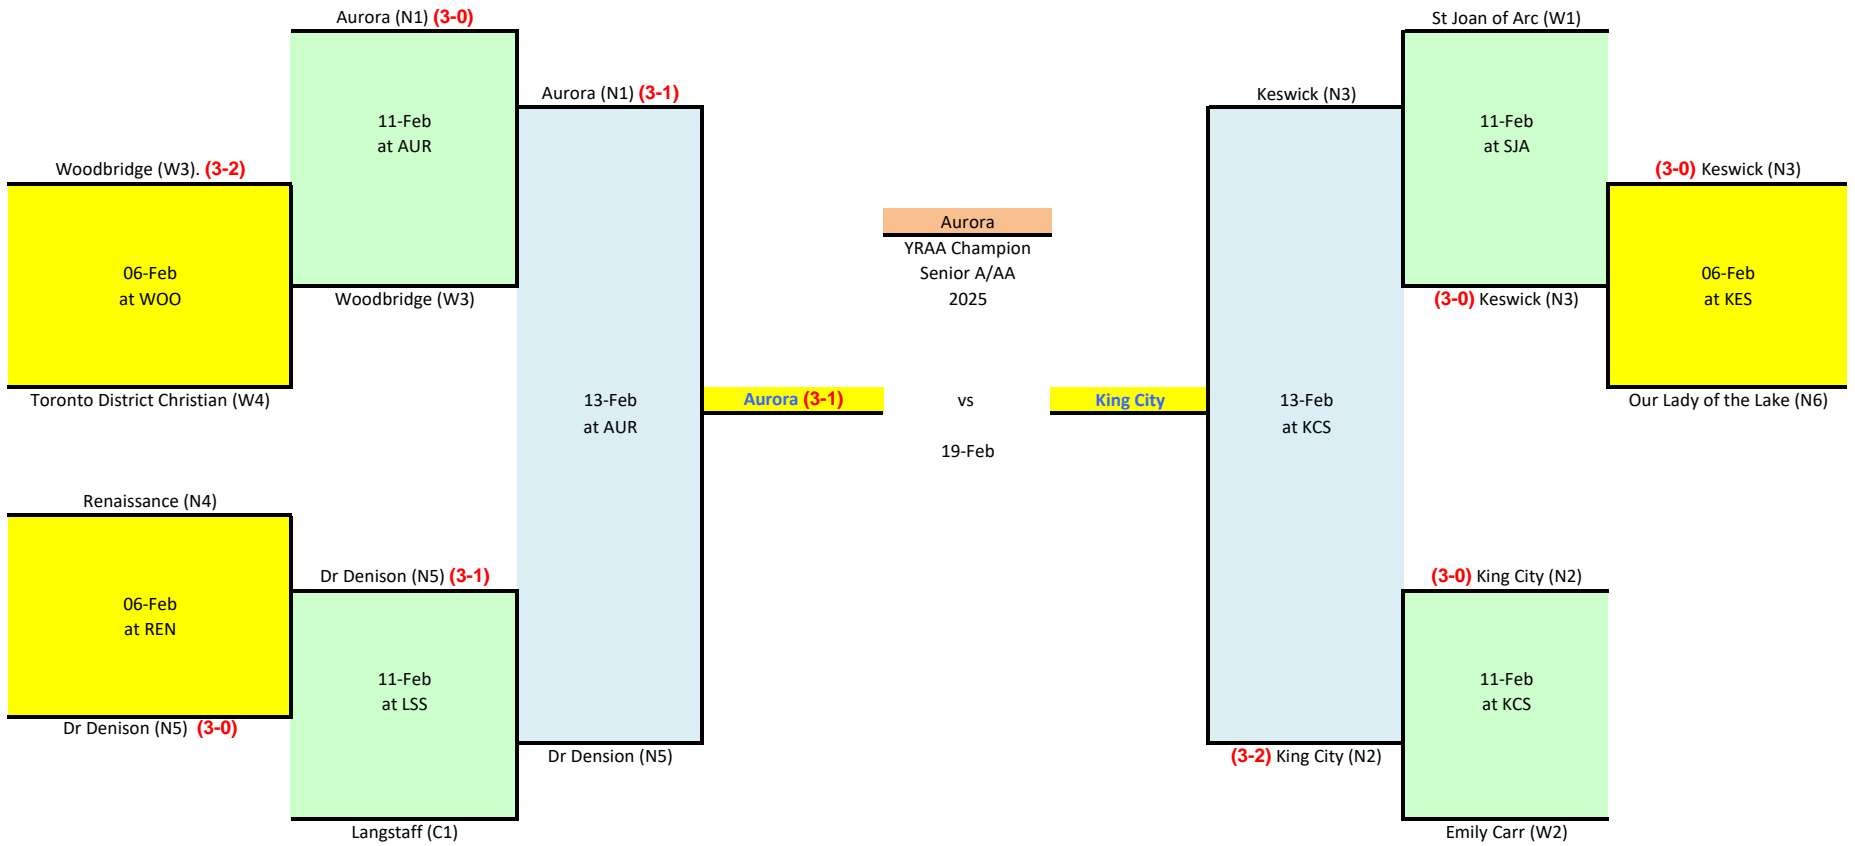 Aurora (N1) (3-0)
St Joan of Arc (W1)
Aurora (N1) (3-1)
Keswick (N3)
11-Feb
at AUR
11-Feb
at SJA
Woodbridge (W3). (3-2)
(3-0) Keswick (N3)
Aurora
YRAA Champion
Senior A/AA
2025
06-Feb
at WOO
Woodbridge (W3)
(3-0) Keswick (N3)
06-Feb
at KES
Toronto District Christian (W4)
13-Feb
at AUR
Aurora (3-1)
vs
King City
13-Feb
at KCS
Our Lady of the Lake (N6)
19-Feb
Renaissance (N4)
Dr Denison (N5) (3-1)
(3-0) King City (N2)
06-Feb
at REN
11-Feb
at LSS
11-Feb
at KCS
Dr Denison (N5) (3-0)
Dr Dension (N5)
(3-2) King City (N2)
Langstaff (C1)
Emily Carr (W2)